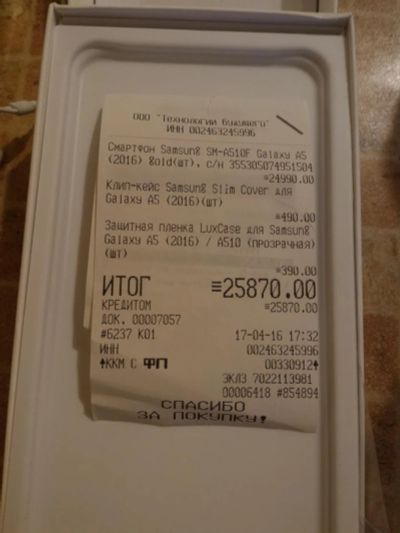 ООО "Технологии будущего"
ИНН 002463245996
Смартфон Samsung SM-A510F Galaxy A5
(2016) Gold(шт), с/н 355305074951504
=24990.00
Клип-кейс Samsung Slim Cover для
Galaxy A5 (2016)(шт)
=490.00
Защитная пленка LuxCase для Samsung
Galaxy A5 (2016) / A510 (прозрачная)
(шт)
=390.00
ИТОГ =25870.00
КРЕДИТОМ =25870.00
ДОК. 00007057
#6237 К01 17-04-16 17:32
ИНН 002463245996
ККМ С ФП 00330912
ЭКЛЗ 7022113981
00006418 #854894
СПАСИБО
ЗА ПОКУПКУ!